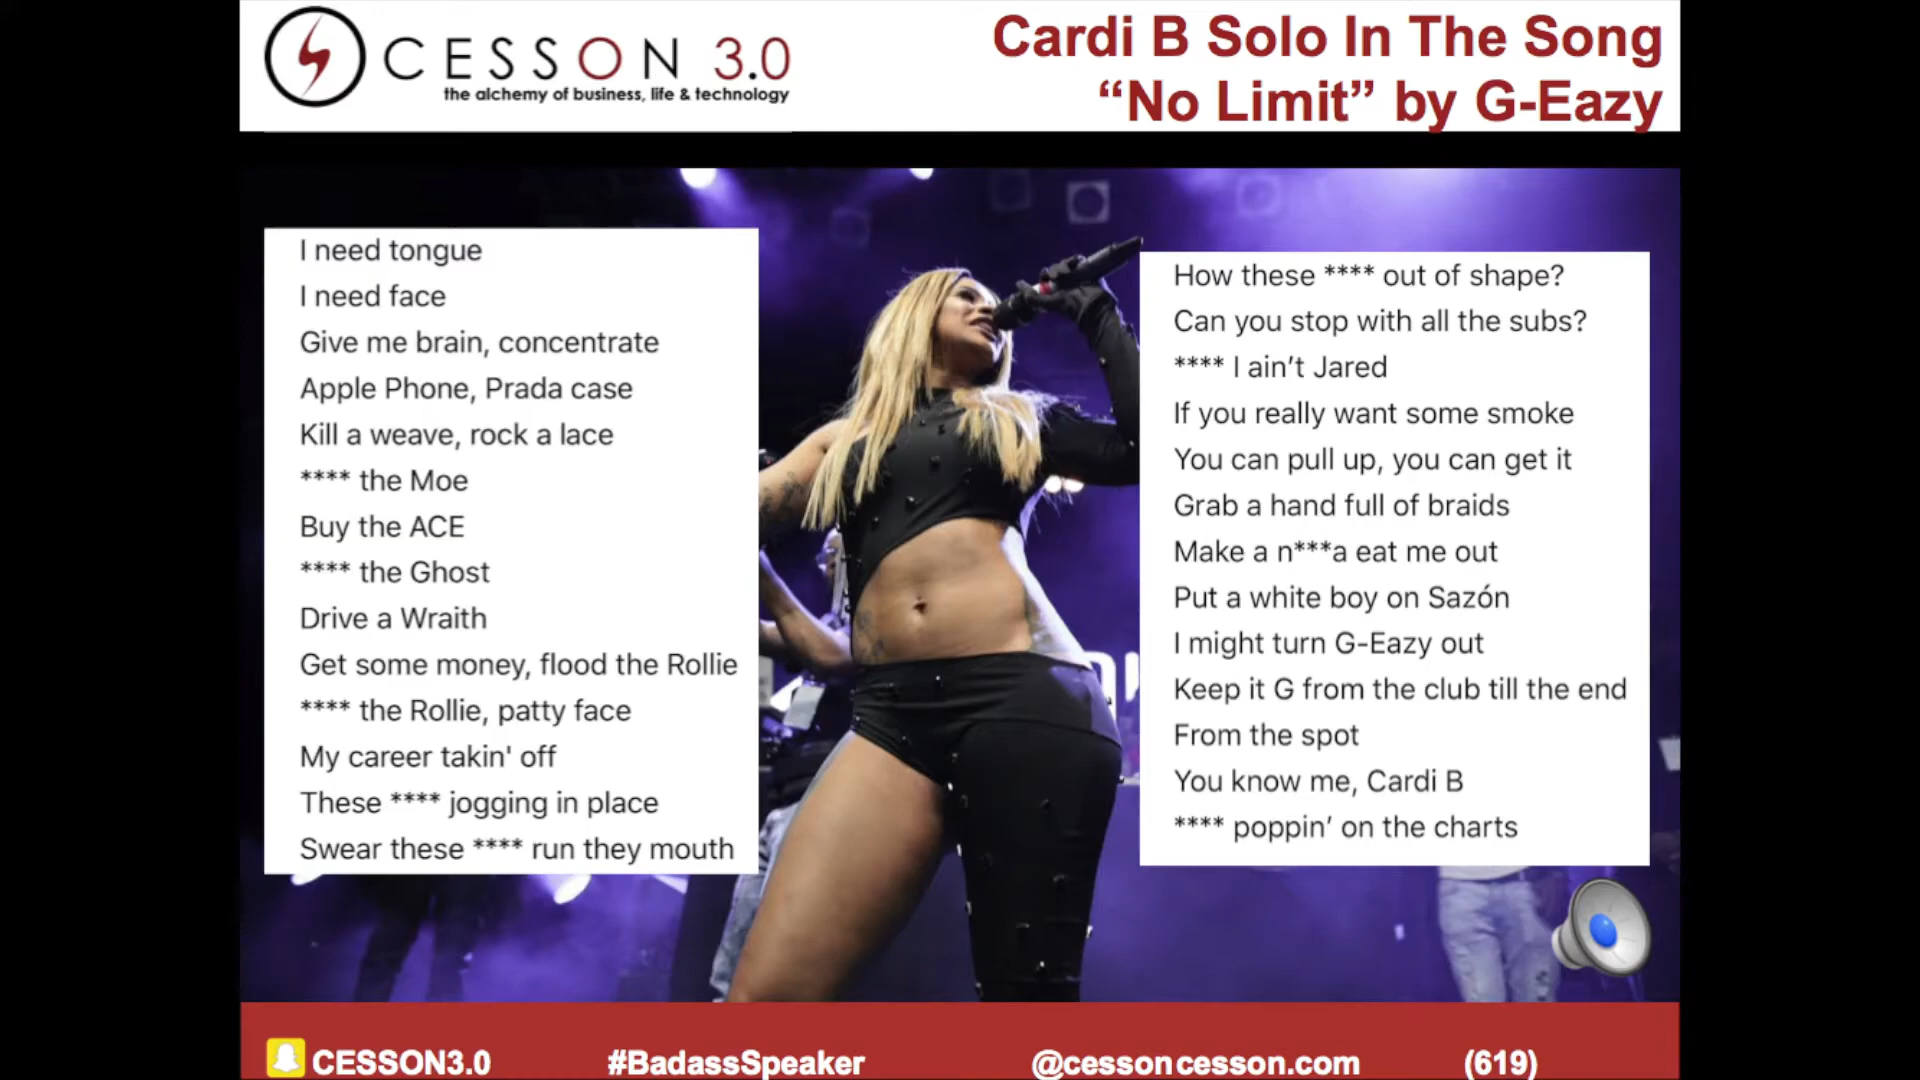 CESSON 3.0
the alchemy of business, life & technology
Cardi B Solo In The Song
“No Limit” by G-Eazy
I need tongue
I need face
Give me brain, concentrate
Apple Phone, Prada case
Kill a weave, rock a lace
**** the Moe
Buy the ACE
**** the Ghost
Drive a Wraith
Get some money, flood the Rollie
**** the Rollie, patty face
My career takin' off
These **** jogging in place
Swear these **** run they mouth
How these **** out of shape?
Can you stop with all the subs?
**** I ain’t Jared
If you really want some smoke
You can pull up, you can get it
Grab a hand full of braids
Make a n***a eat me out
Put a white boy on Sazón
I might turn G-Eazy out
Keep it G from the club till the end
From the spot
You know me, Cardi B
**** poppin’ on the charts
CESSON3.0 #BadassSpeaker @cessoncesson.com (619)